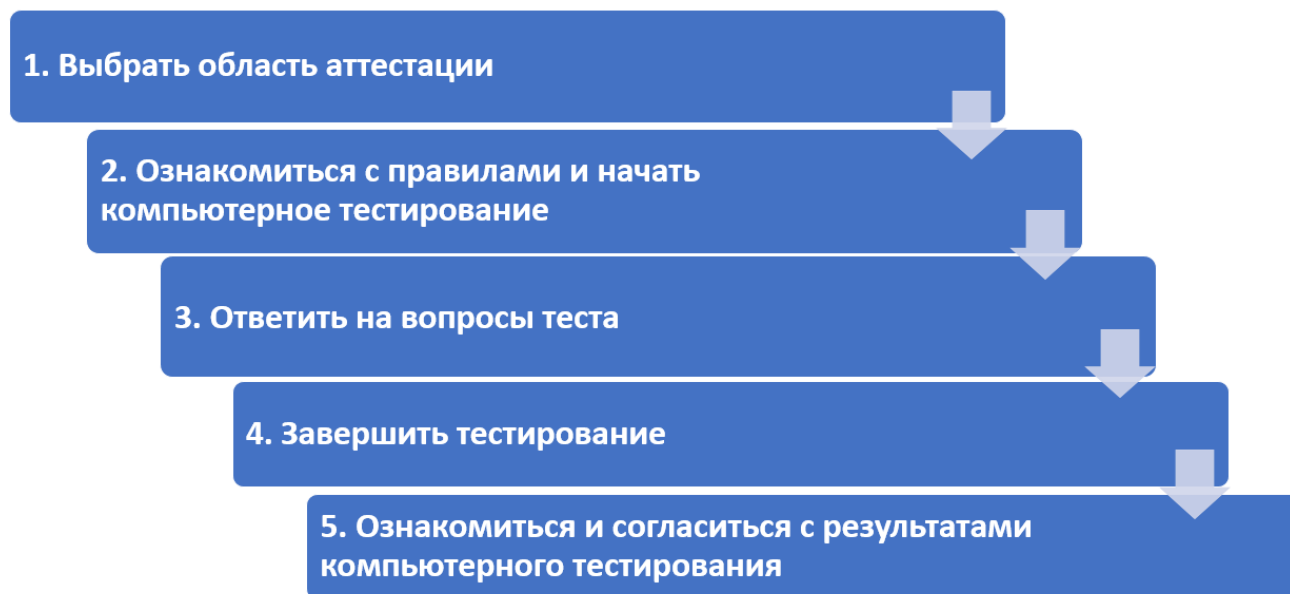 1. Выбрать область аттестации
2. Ознакомиться с правилами и начать
компьютерное тестирование
3. Ответить на вопросы теста
4. Завершить тестирование
5. Ознакомиться и согласиться с результатами
компьютерного тестирования